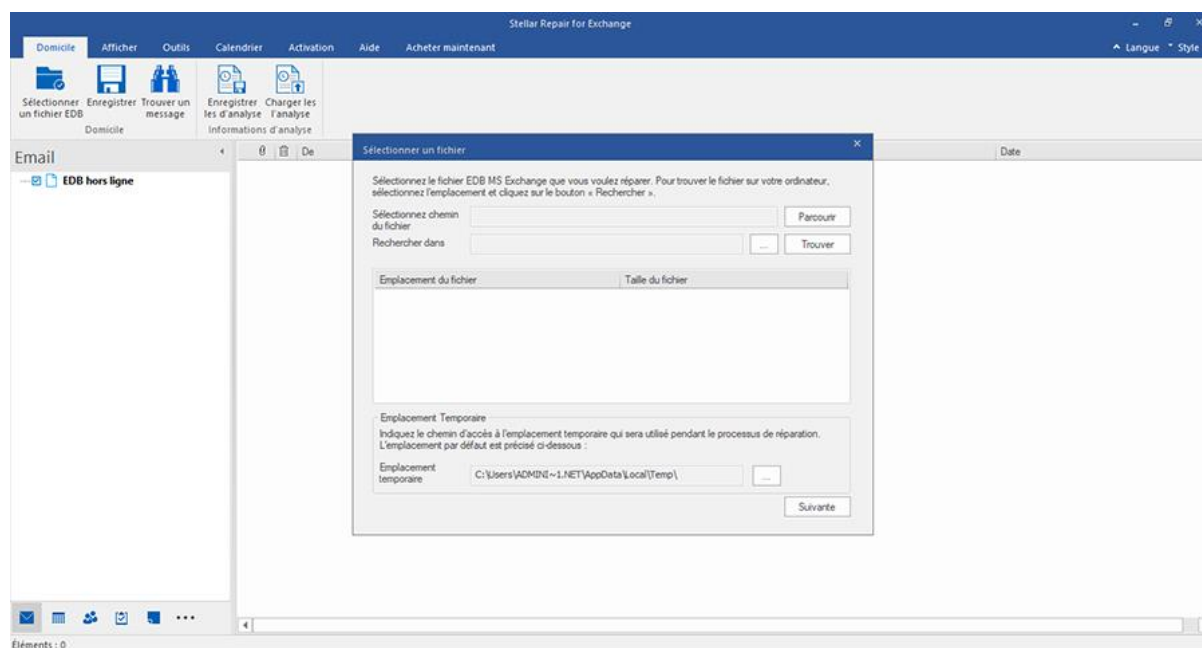 Stellar Repair for Exchange
Domicile Afficher Outils Calendrier Activation Aide Acheter maintenant
Langue Style
Sélectionner un fichier EDB
Enregistrer
Trouver un message
Enregistrer les d'analyse
Charger les l'analyse
Domicile
Informations d'analyse
Email
De
Date
EDB hors ligne
Sélectionner un fichier
Sélectionnez le fichier EDB MS Exchange que vous voulez réparer. Pour trouver le fichier sur votre ordinateur,
sélectionnez l'emplacement et cliquez sur le bouton « Rechercher ».
Sélectionnez chemin
du fichier
Parcourir
Rechercher dans
...
Trouver
Emplacement du fichier
Taille du fichier
Emplacement Temporaire
Indiquez le chemin d'accès à l'emplacement temporaire qui sera utilisé pendant le processus de réparation.
L'emplacement par défaut est précisé ci-dessous :
Emplacement
temporaire
C:\Users\ADMINI~1.NET\AppData\Local\Temp\
...
Suivante
Éléments : 0